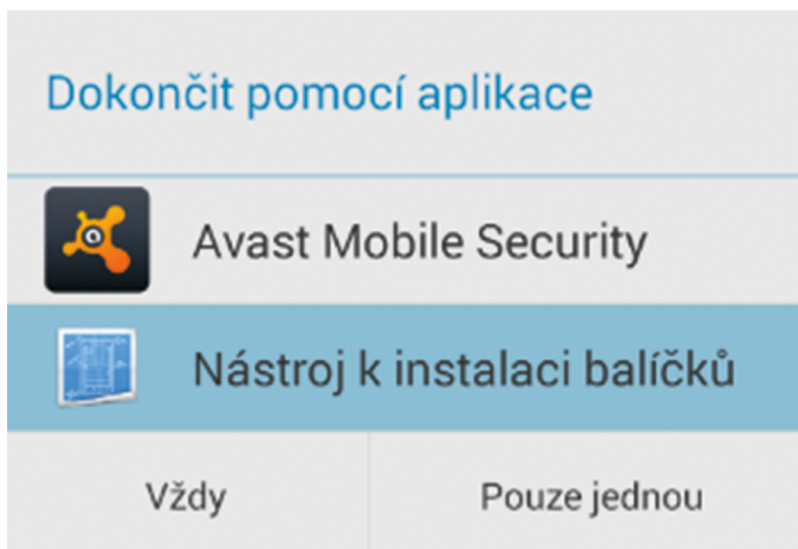 Dokončit pomocí aplikace
Avast Mobile Security
Nástroj k instalaci balíčků
Vždy
Pouze jednou